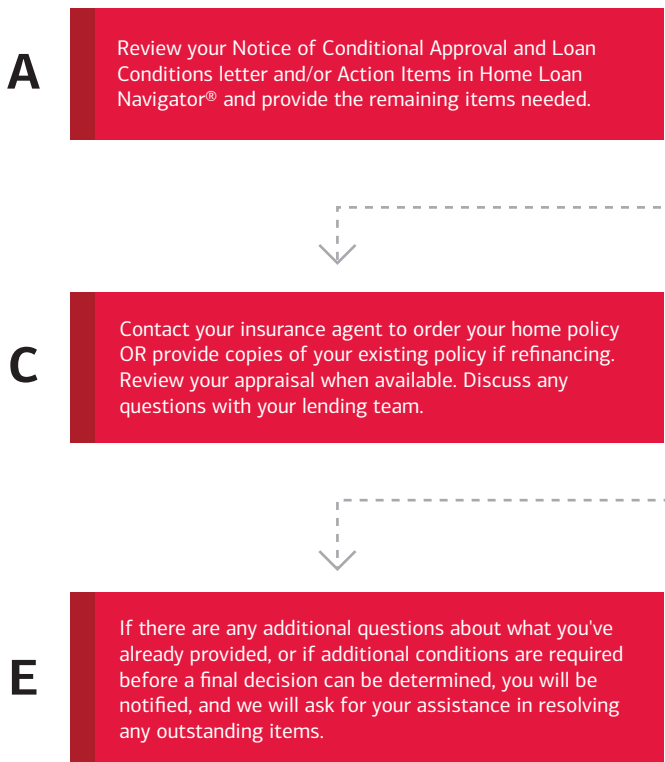 A
Review your Notice of Conditional Approval and Loan
Conditions letter and/or Action Items in Home Loan
Navigator® and provide the remaining items needed.
C
Contact your insurance agent to order your home policy
OR provide copies of your existing policy if refinancing.
Review your appraisal when available. Discuss any
questions with your lending team.
E
If there are any additional questions about what you've
already provided, or if additional conditions are required
before a final decision can be determined, you will be
notified, and we will ask for your assistance in resolving
any outstanding items.